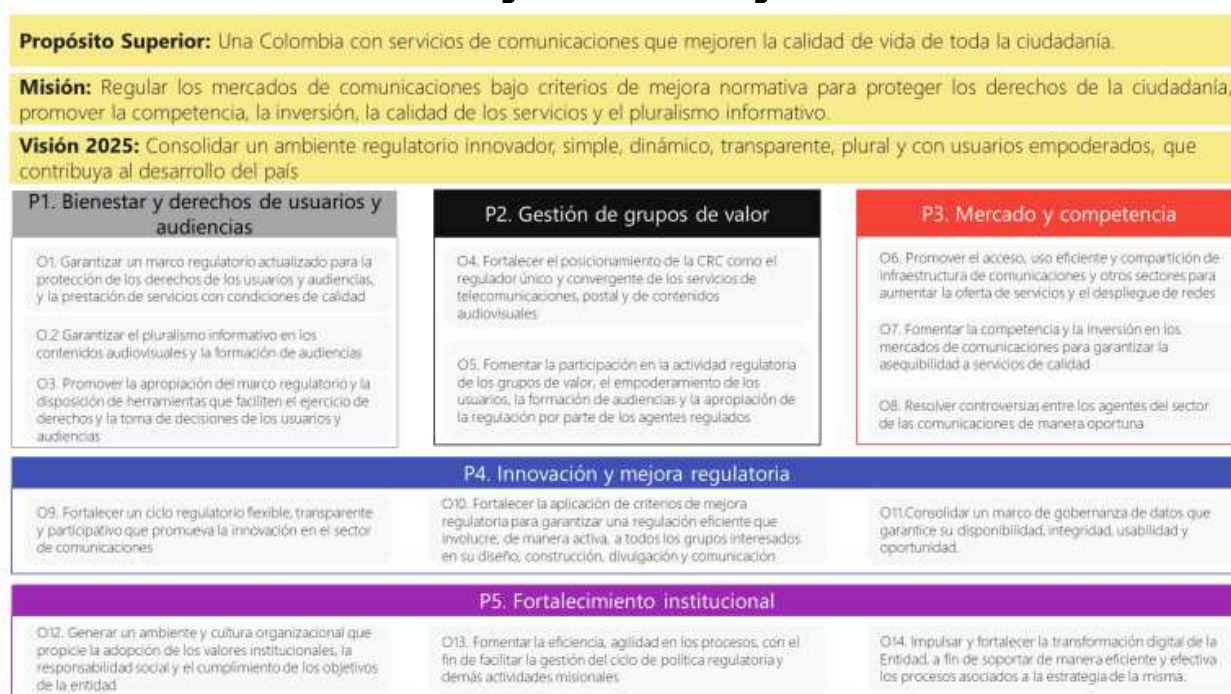 Propósito Superior: Una Colombia con servicios de comunicaciones que mejoren la calidad de vida de toda la ciudadanía.
Misión: Regular los mercados de comunicaciones bajo criterios de mejora normativa para proteger los derechos de la ciudadanía,
promover la competencia, la inversión, la calidad de los servicios y el pluralismo informativo.
Visión 2025: Consolidar un ambiente regulatorio innovador, simple, dinámico, transparente, plural y con usuarios empoderados, que
contribuya al desarrollo del país
P1. Bienestar y derechos de usuarios y
audiencias
O1. Garantizar un marco regulatorio actualizado para la
protección de los derechos de los usuarios y audiencias,
y la prestación de servicios con condiciones de calidad
O.2 Garantizar el pluralismo informativo en los
contenidos audiovisuales y la formación de audiencias
O3. Promover la apropiación del marco regulatorio y la
disposición de herramientas que faciliten el ejercicio de
derechos y la toma de decisiones de los usuarios y
audiencias
P2. Gestión de grupos de valor
O4. Fortalecer el posicionamiento de la CRC como el
regulador único y convergente de los servicios de
telecomunicaciones, postal y de contenidos
audiovisuales
O5. Fomentar la participación en la actividad regulatoria
de los grupos de valor, el empoderamiento de los
usuarios, la formación de audiencias y la apropiación de
la regulación por parte de los agentes regulados
P3. Mercado y competencia
O6. Promover el acceso, uso eficiente y compartición de
infraestructura de comunicaciones y otros sectores para
aumentar la oferta de servicios y el despliegue de redes
O7. Fomentar la competencia y la inversión en los
mercados de comunicaciones para garantizar la
asequibilidad a servicios de calidad
O8. Resolver controversias entre los agentes del sector
de las comunicaciones de manera oportuna
P4. Innovación y mejora regulatoria
O9. Fortalecer un ciclo regulatorio flexible, transparente
y participativo que promueva la innovación en el sector
de comunicaciones
O10. Fortalecer la aplicación de criterios de mejora
regulatoria para garantizar una regulación eficiente que
involucre, de manera activa, a todos los grupos interesados
en su diseño, construcción, divulgación y comunicación
O11.Consolidar un marco de gobernanza de datos que
garantice su disponibilidad, integridad, usabilidad y
oportunidad.
P5. Fortalecimiento institucional
O12. Generar un ambiente y cultura organizacional que
propicie la adopción de los valores institucionales, la
responsabilidad social y el cumplimiento de los objetivos
de la entidad
O13. Fomentar la eficiencia, agilidad en los procesos, con el
fin de facilitar la gestión del ciclo de política regulatoria y
demás actividades misionales
O14. Impulsar y fortalecer la transformación digital de la
Entidad, a fin de soportar de manera eficiente y efectiva
los procesos asociados a la estrategia de la misma.